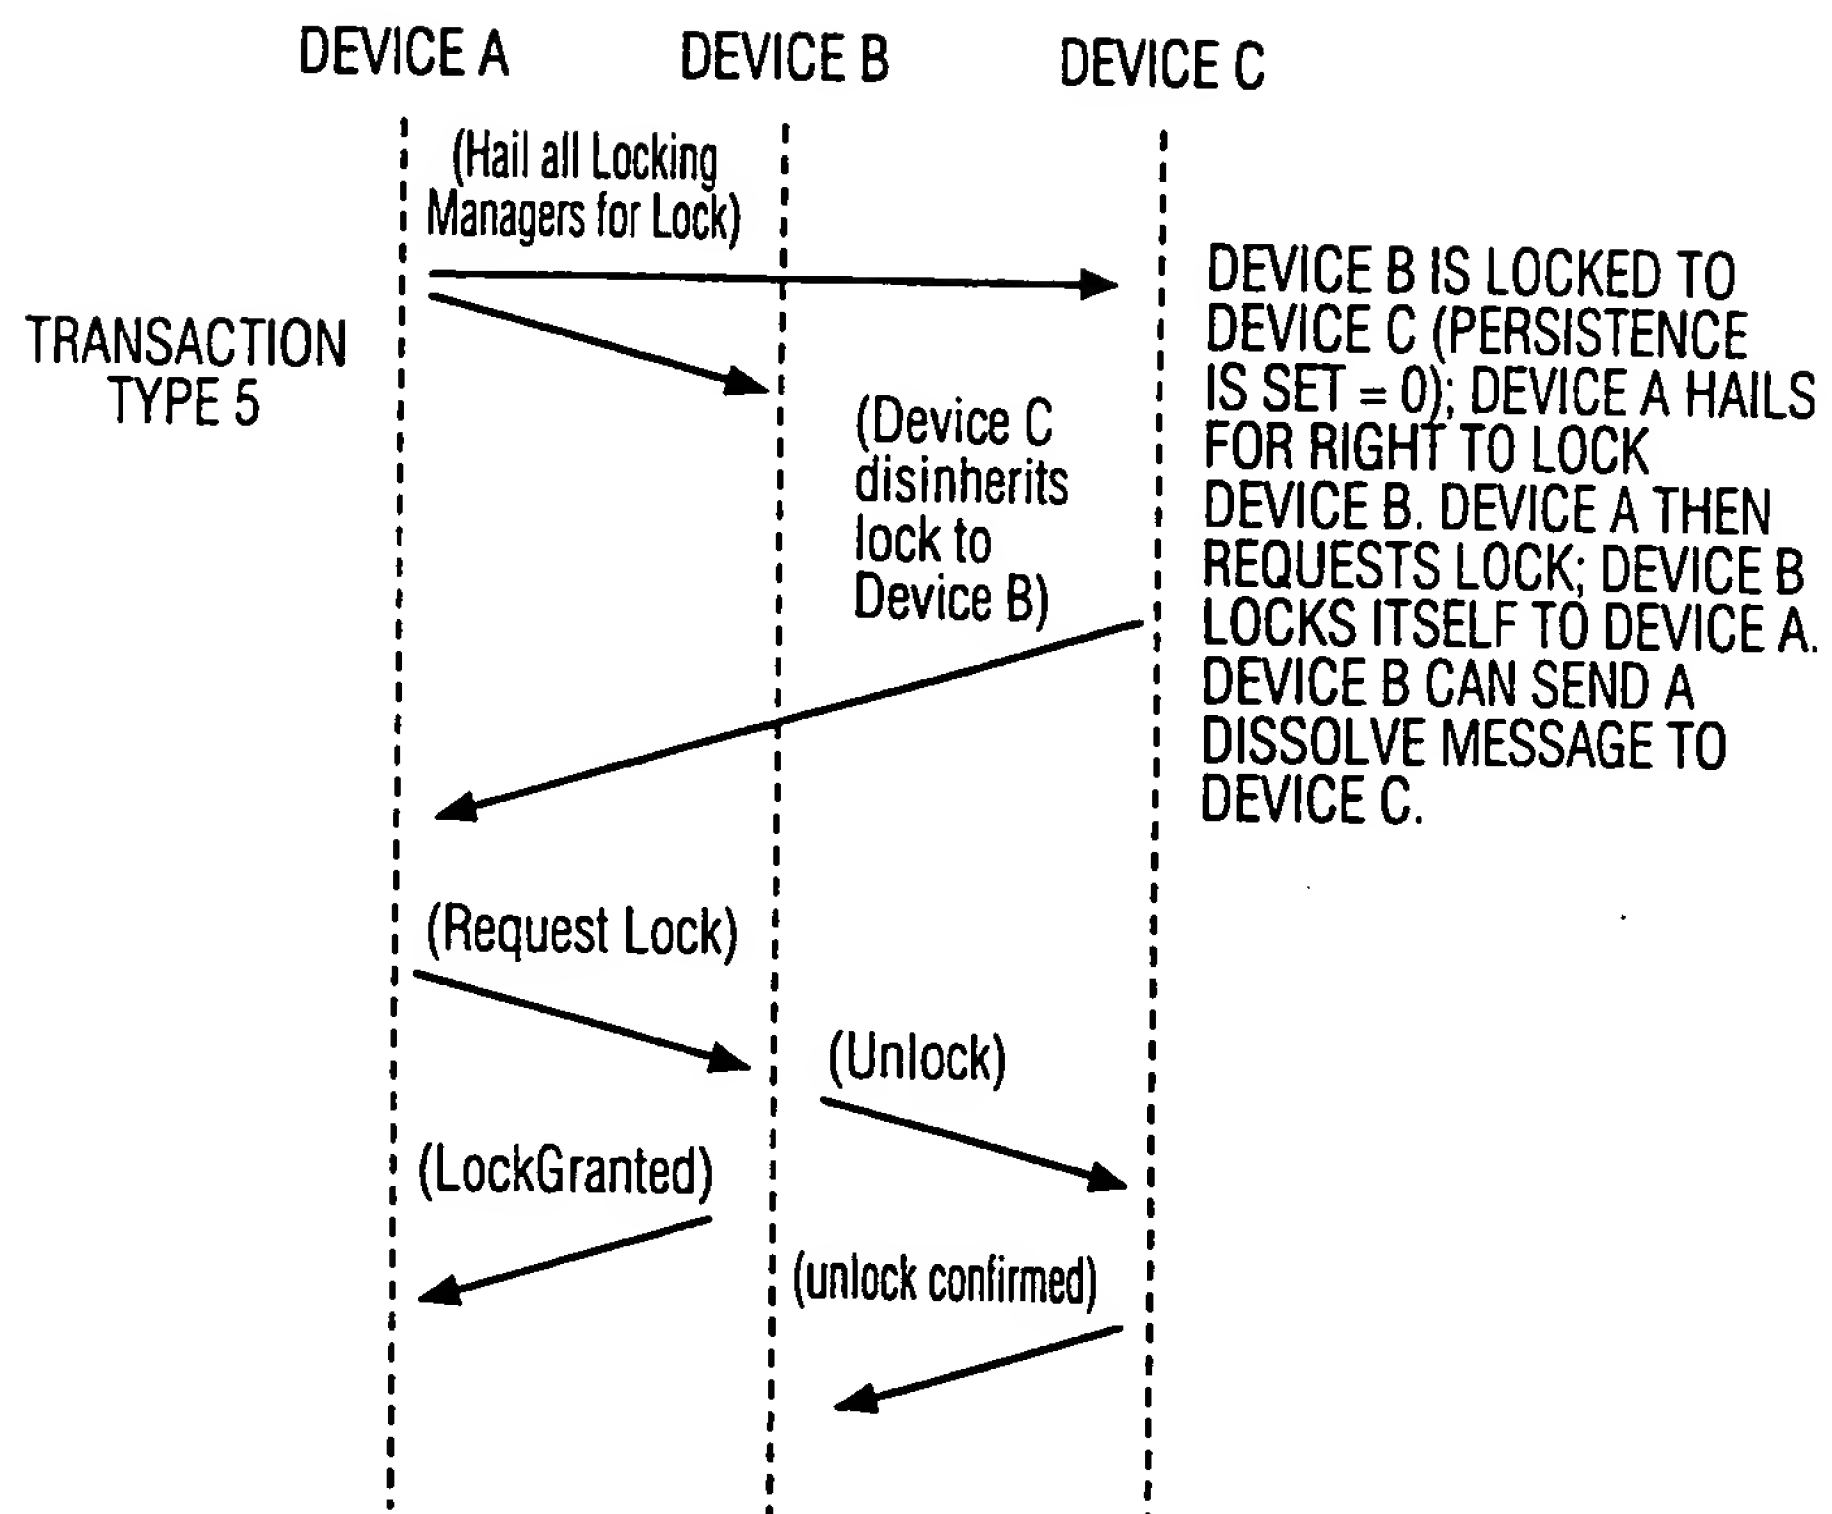 DEVICE A
DEVICE B
DEVICE C
(Hail all Locking
Managers for Lock)
TRANSACTION
TYPE 5
(Device C
disinherits
lock to
Device B)
DEVICE B IS LOCKED TO
DEVICE C (PERSISTENCE
IS SET = 0); DEVICE A HAILS
FOR RIGHT TO LOCK
DEVICE B. DEVICE A THEN
REQUESTS LOCK; DEVICE B
LOCKS ITSELF TO DEVICE A.
DEVICE B CAN SEND A
DISSOLVE MESSAGE TO
DEVICE C.
(Request Lock)
(Unlock)
(LockGranted)
(unlock confirmed)